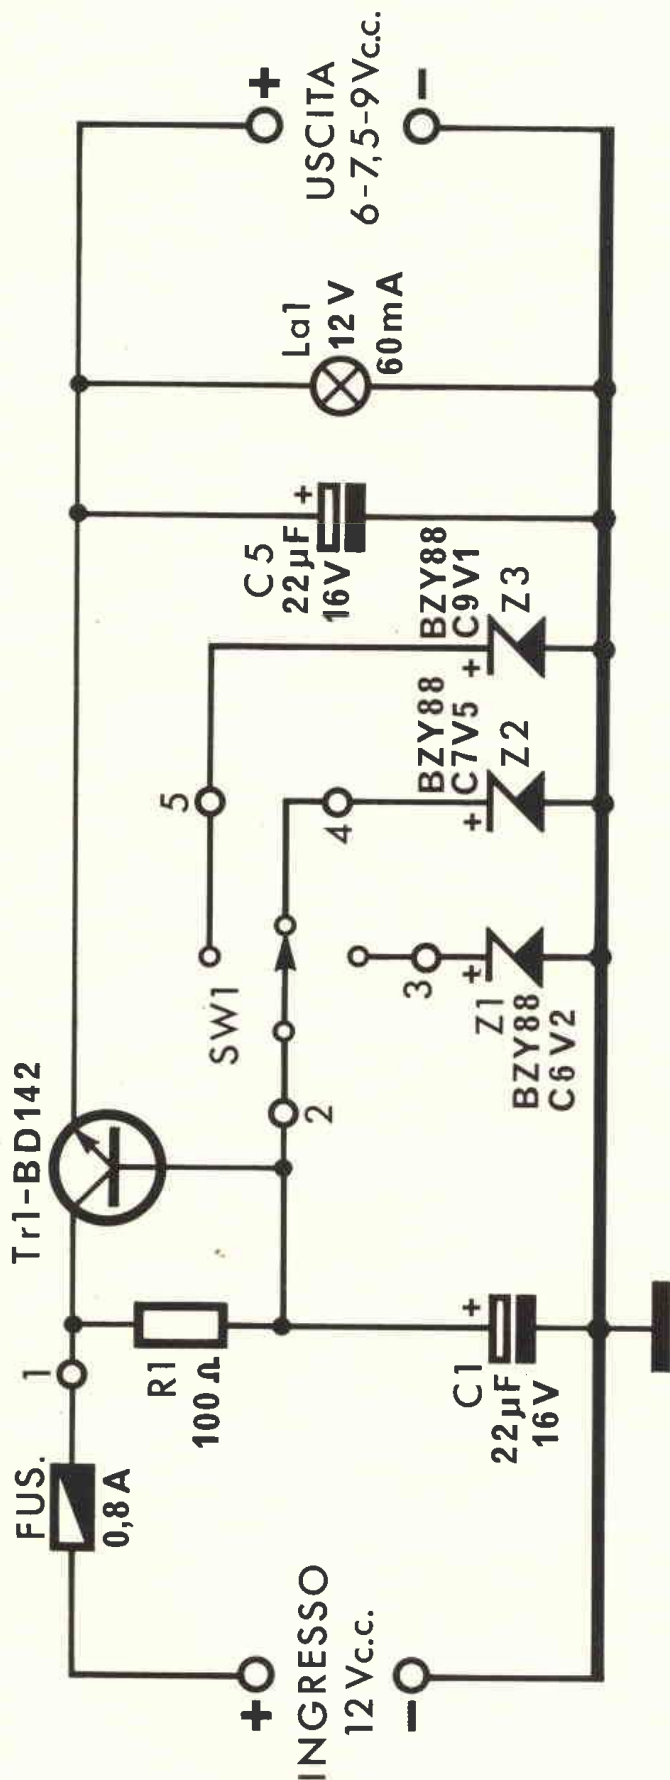 FUS.
0,8 A
1
Tr1-BD142
R1
100 Ω
INGRESSO
12 Vc.c.
+
−
C1
22µF
16V
+
2
SW1
5
4
3
Z1
BZY88
C6V2
+
BZY88
C7V5
+
Z2
BZY88
C9V1
+
Z3
C5
22µF
16V
+
La1
12 V
60mA
+
USCITA
6-7,5-9Vc.c.
−